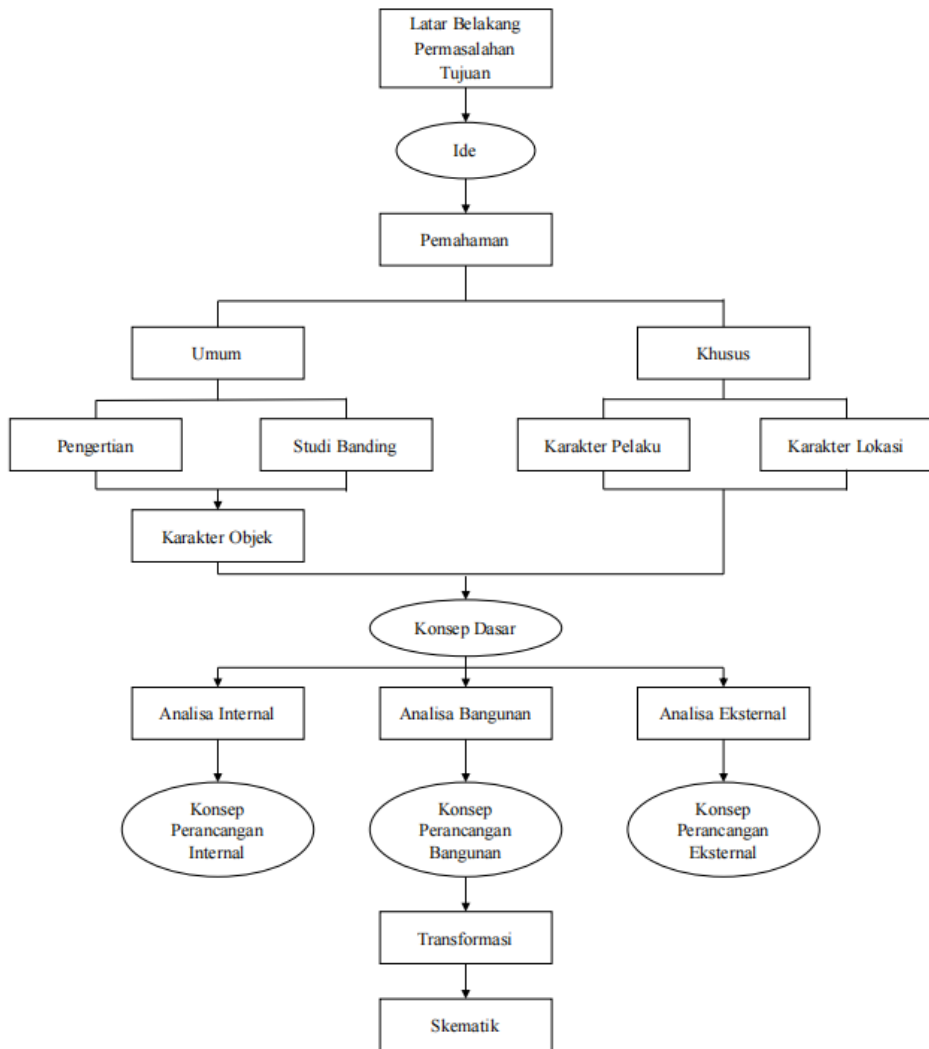 Latar Belakang
Permasalahan
Tujuan
Ide
Pemahaman
Umum
Khusus
Pengertian
Studi Banding
Karakter Pelaku
Karakter Lokasi
Karakter Objek
Konsep Dasar
Analisa Internal
Analisa Bangunan
Analisa Eksternal
Konsep
Perancangan
Internal
Konsep
Perancangan
Bangunan
Konsep
Perancangan
Eksternal
Transformasi
Skematik